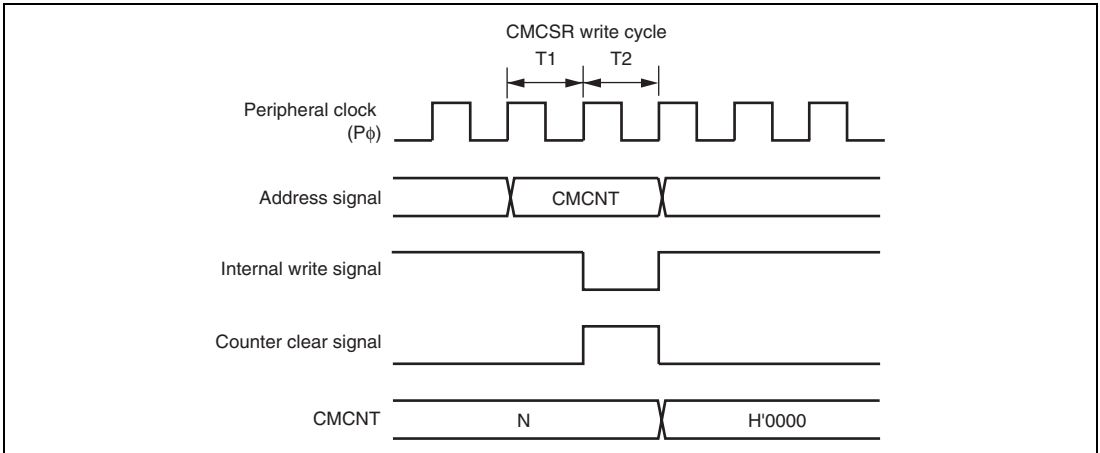 CMCSR write cycle
T1 T2
Peripheral clock
(Pϕ)
Address signal CMCNT
Internal write signal
Counter clear signal
CMCNT N H'0000